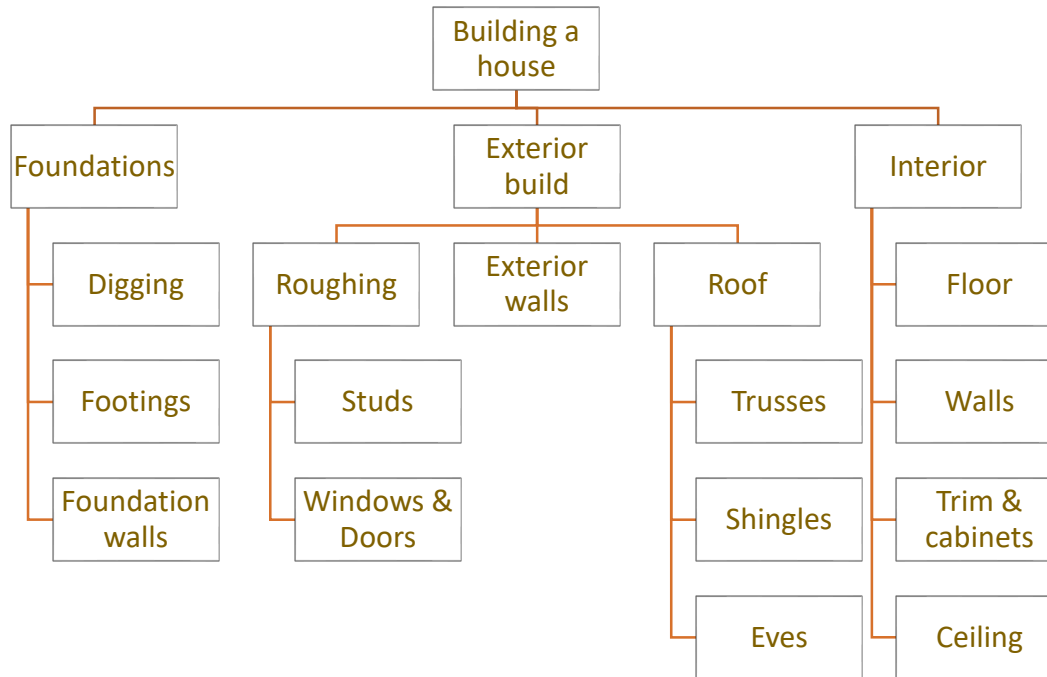 Building a
house
Foundations
Exterior
build
Interior
Digging
Roughing
Exterior
walls
Roof
Floor
Footings
Studs
Trusses
Walls
Foundation
walls
Windows &
Doors
Shingles
Trim &
cabinets
Eves
Ceiling